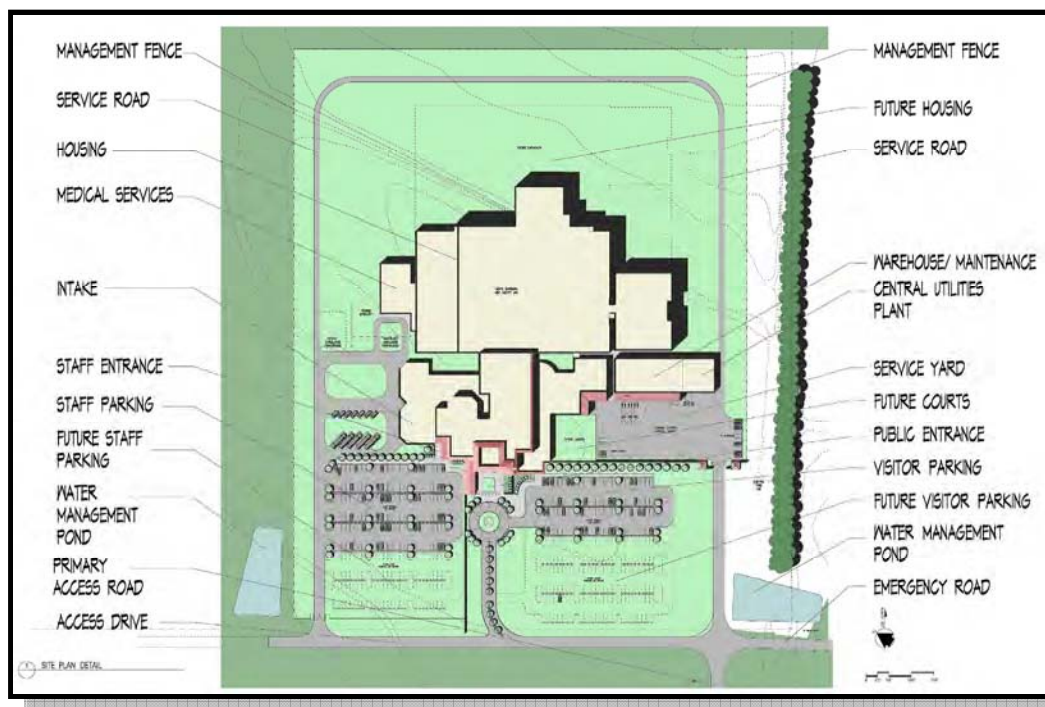 MANAGEMENT FENCE
SERVICE ROAD
HOUSING
MEDICAL SERVICES
INTAKE
STAFF ENTRANCE
STAFF PARKING
FUTURE STAFF
PARKING
WATER
MANAGEMENT
POND
PRIMARY
ACCESS ROAD
ACCESS DRIVE
SITE PLAN DETAIL
MANAGEMENT FENCE
FUTURE HOUSING
SERVICE ROAD
WAREHOUSE/ MAINTENANCE
CENTRAL UTILITIES
PLANT
SERVICE YARD
FUTURE COURTS
PUBLIC ENTRANCE
VISITOR PARKING
FUTURE VISITOR PARKING
WATER MANAGEMENT
POND
EMERGENCY ROAD